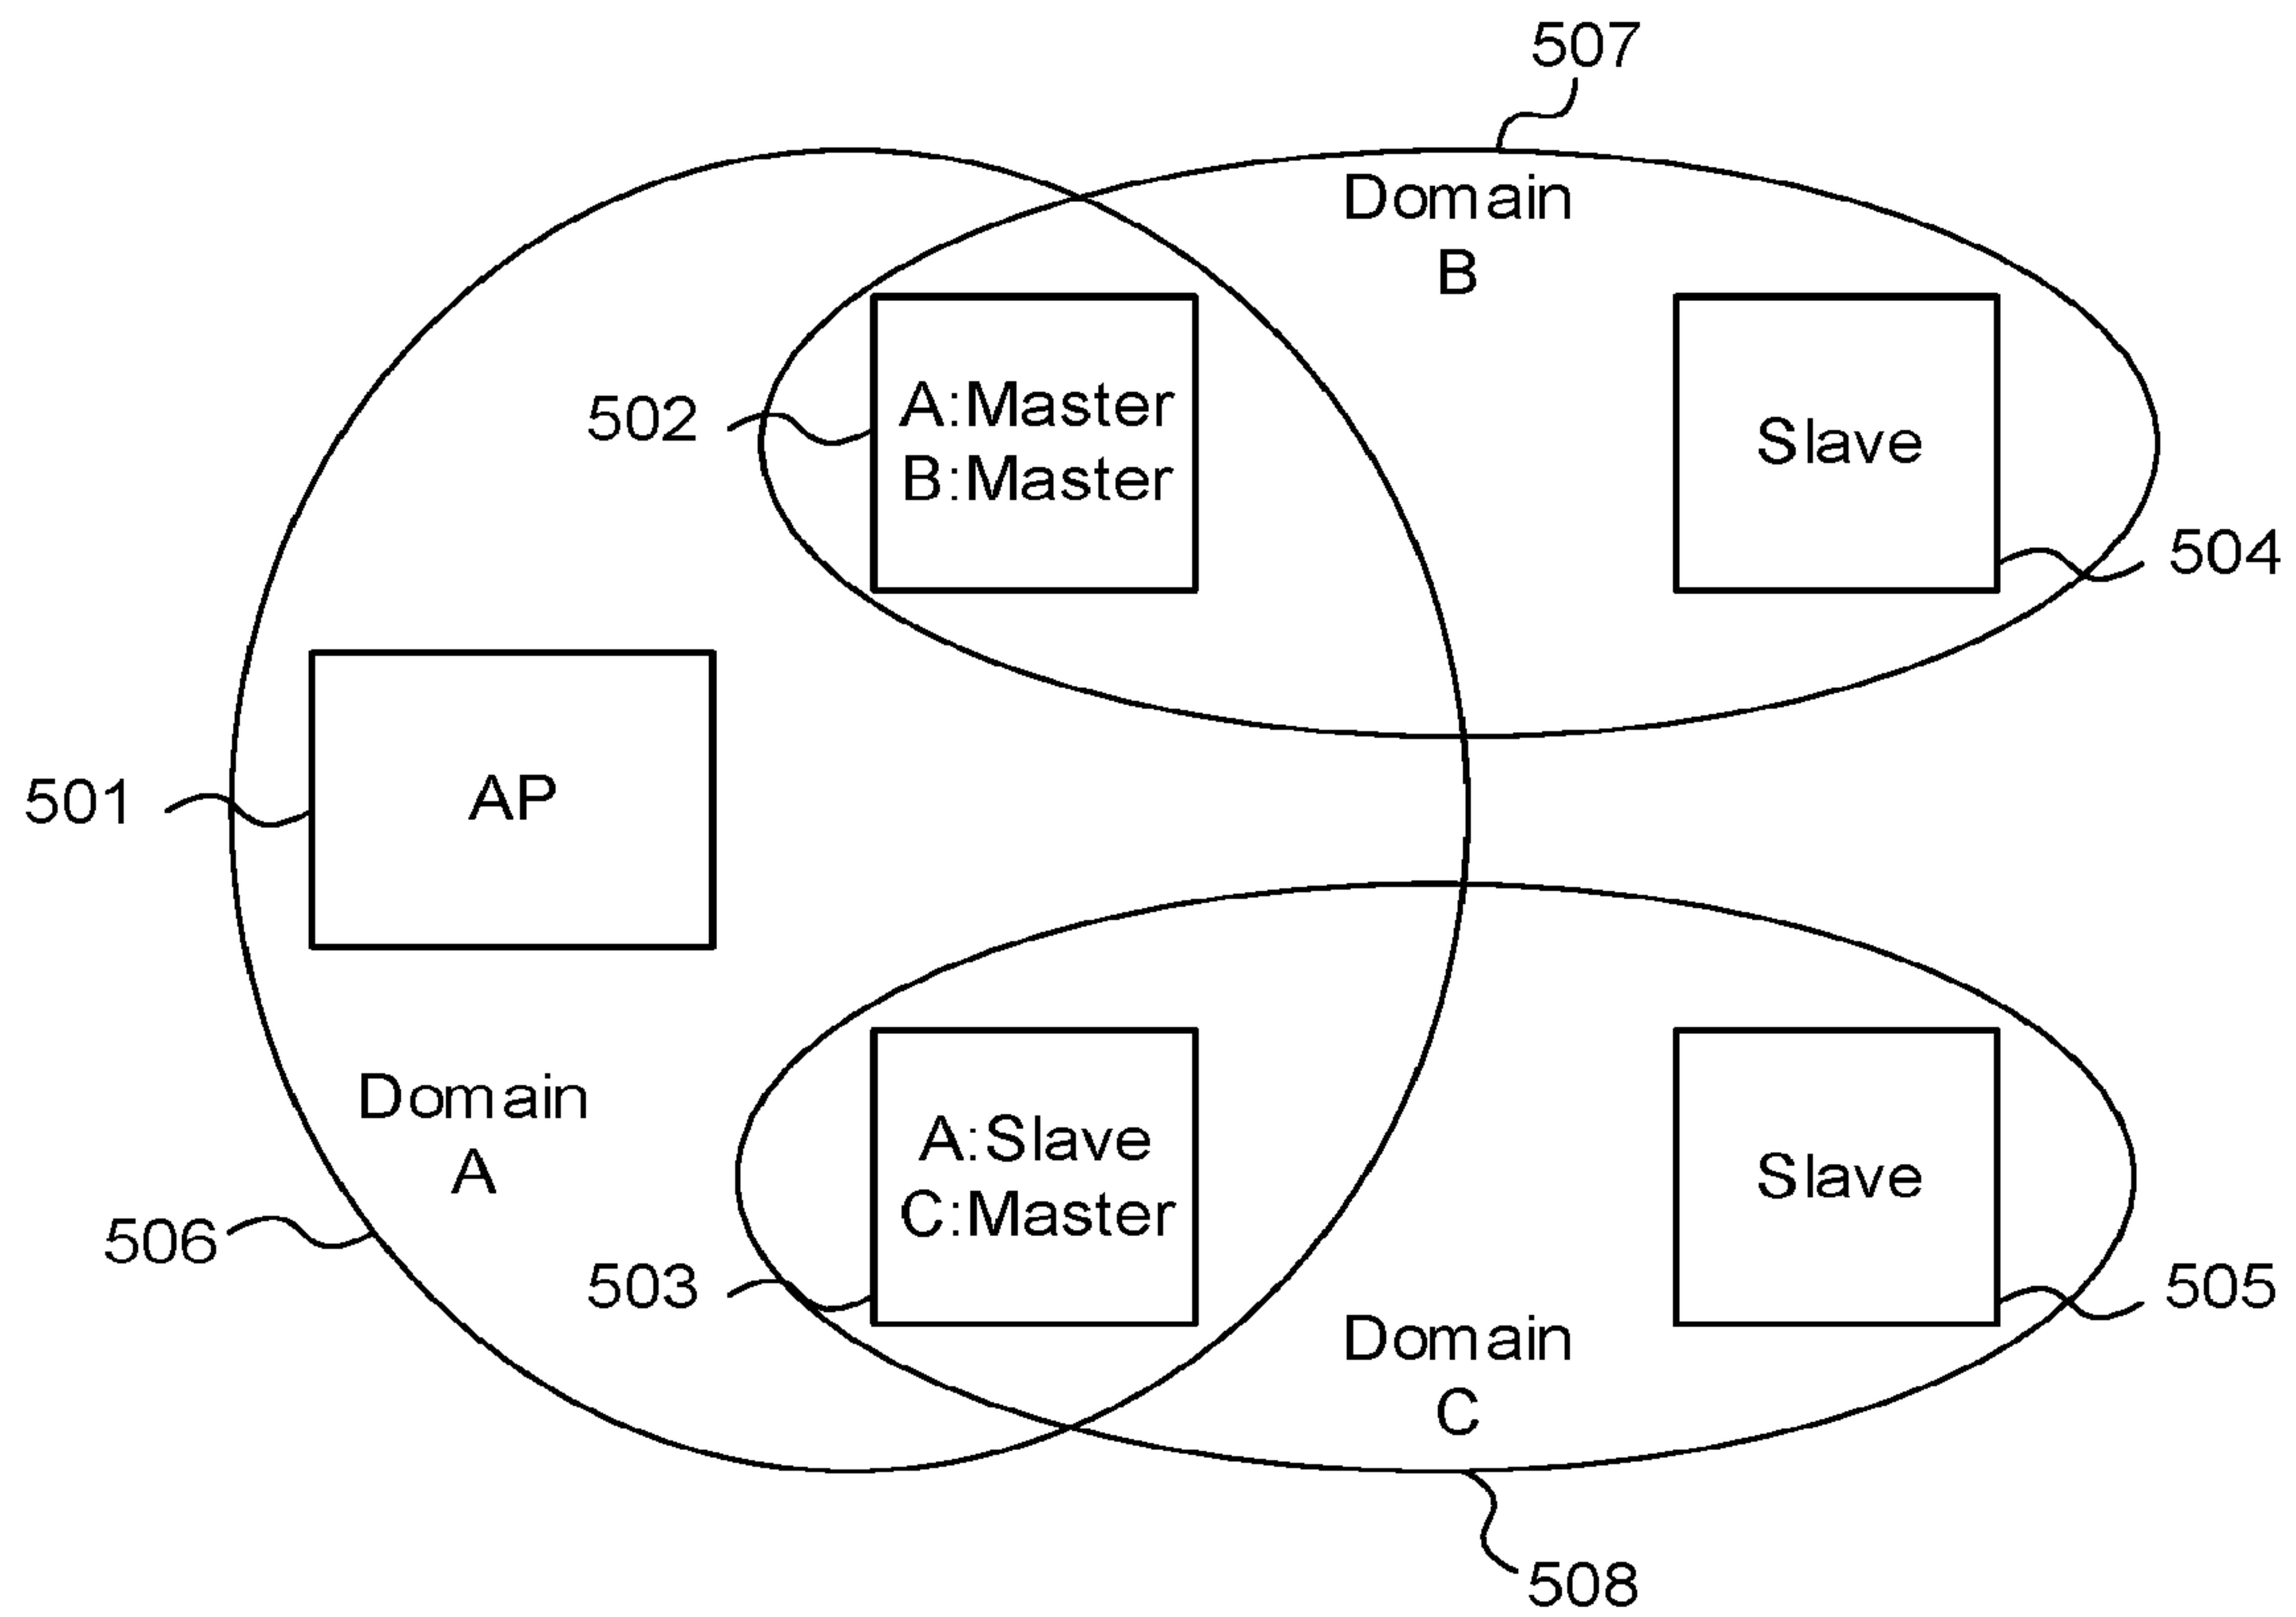 507
Domain
B
502
A:Master
B:Master
Slave
504
501
AP
Domain
A
506
503
A:Slave
C:Master
Slave
505
Domain
C
508